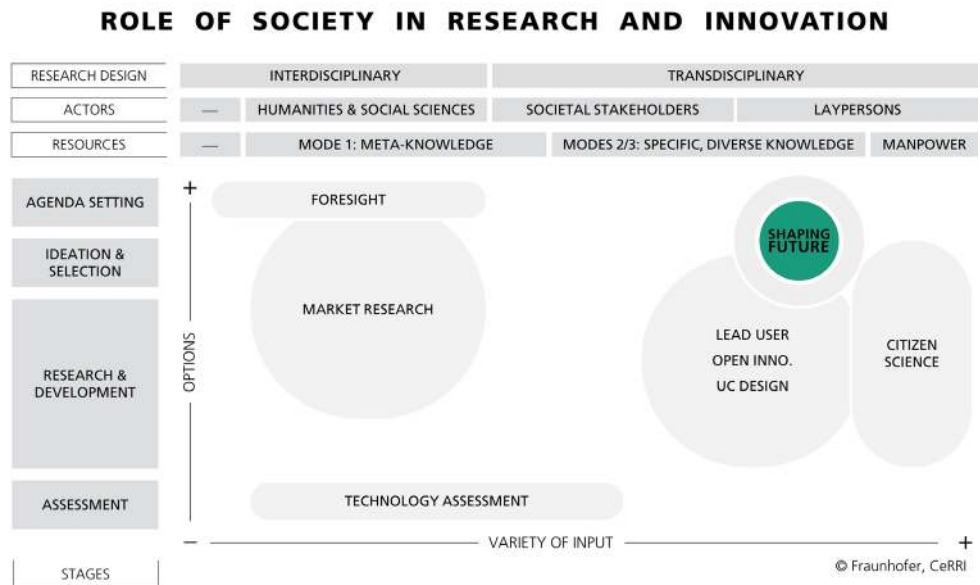 ROLE OF SOCIETY IN RESEARCH AND INNOVATION
RESEARCH DESIGN
INTERDISCIPLINARY
TRANSDISCIPLINARY
ACTORS
—
HUMANITIES & SOCIAL SCIENCES
SOCIETAL STAKEHOLDERS
LAYPERSONS
RESOURCES
—
MODE 1: META-KNOWLEDGE
MODES 2/3: SPECIFIC, DIVERSE KNOWLEDGE
MANPOWER
AGENDA SETTING
IDEATION &
SELECTION
RESEARCH &
DEVELOPMENT
ASSESSMENT
STAGES
+
OPTIONS
FORESIGHT
MARKET RESEARCH
SHAPING
FUTURE
LEAD USER
OPEN INNO.
UC DESIGN
CITIZEN
SCIENCE
TECHNOLOGY ASSESSMENT
−
VARIETY OF INPUT
+
© Fraunhofer, CeRRI